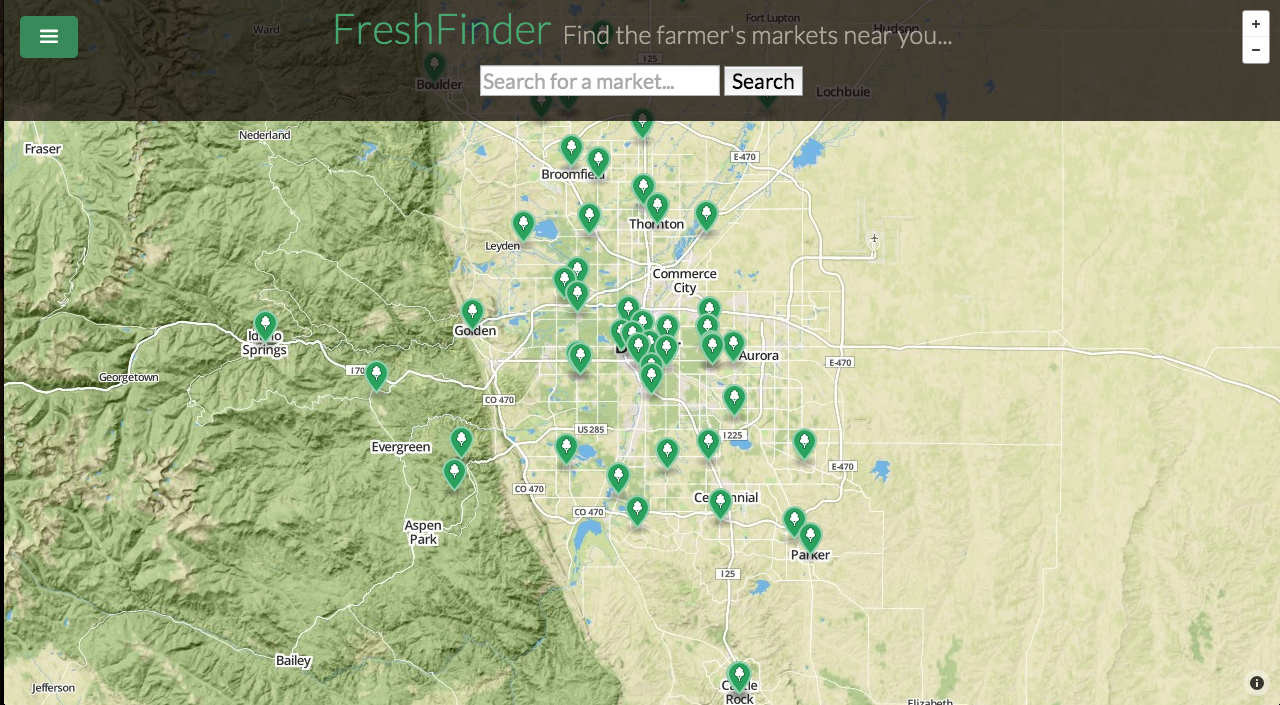 FreshFinder Find the farmer's markets near you...
Search for a market... Search
+
−
Ward
Fort Lupton
Hudson
I 25
Boulder
Lochbuie
Nederland
Fraser
E-470
Broomfield
Thornton
Leyden
Commerce
City
Golden
Idaho
Springs
Aurora
E-470
Georgetown
I 70
CO 470
US 285
I 225
Evergreen
E-470
CO 470
Centennial
CO 470
Aspen
Park
Parker
I 25
Bailey
Jefferson
Castle
Rock
Elizabeth